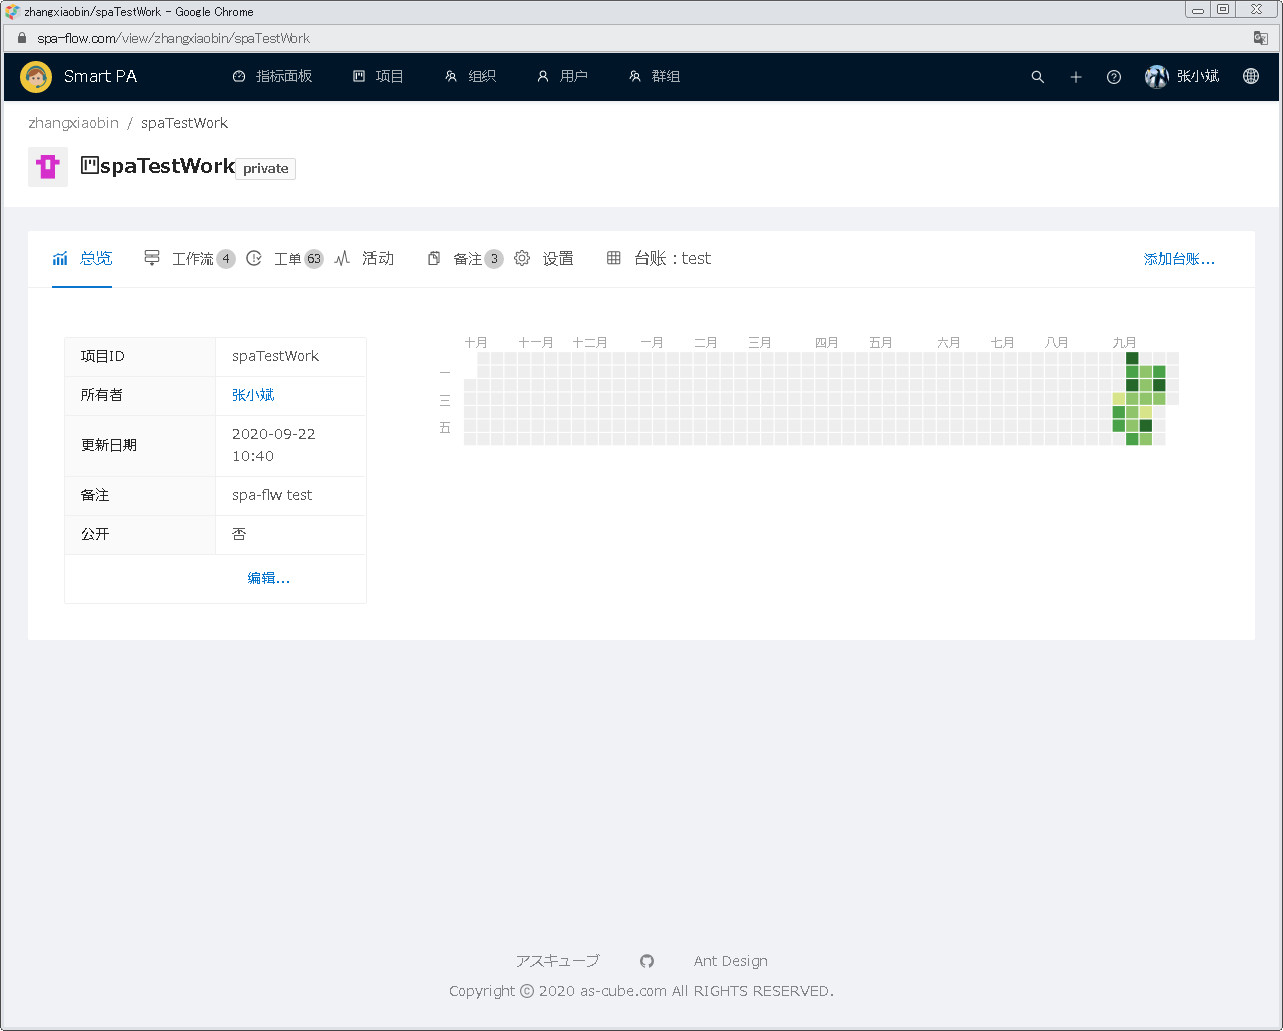 zhangxiaobin/spaTestWork - Google Chrome
spa-flow.com/view/zhangxiaobin/spaTestWork
Smart PA 指标面板 项目 组织 用户 群组 张小斌
zhangxiaobin / spaTestWork
spaTestWork private
总览 工作流 4 工单 63 活动 备注 3 设置 台账：test 添加台账...
十月 十一月 十二月 一月 二月 三月 四月 五月 六月 七月 八月 九月
一
三
五
项目ID spaTestWork
所有者 张小斌
更新日期 2020-09-22
10:40
备注 spa-flw test
公开 否
编辑...
アスキューブ Ant Design
Copyright © 2020 as-cube.com All RIGHTS RESERVED.